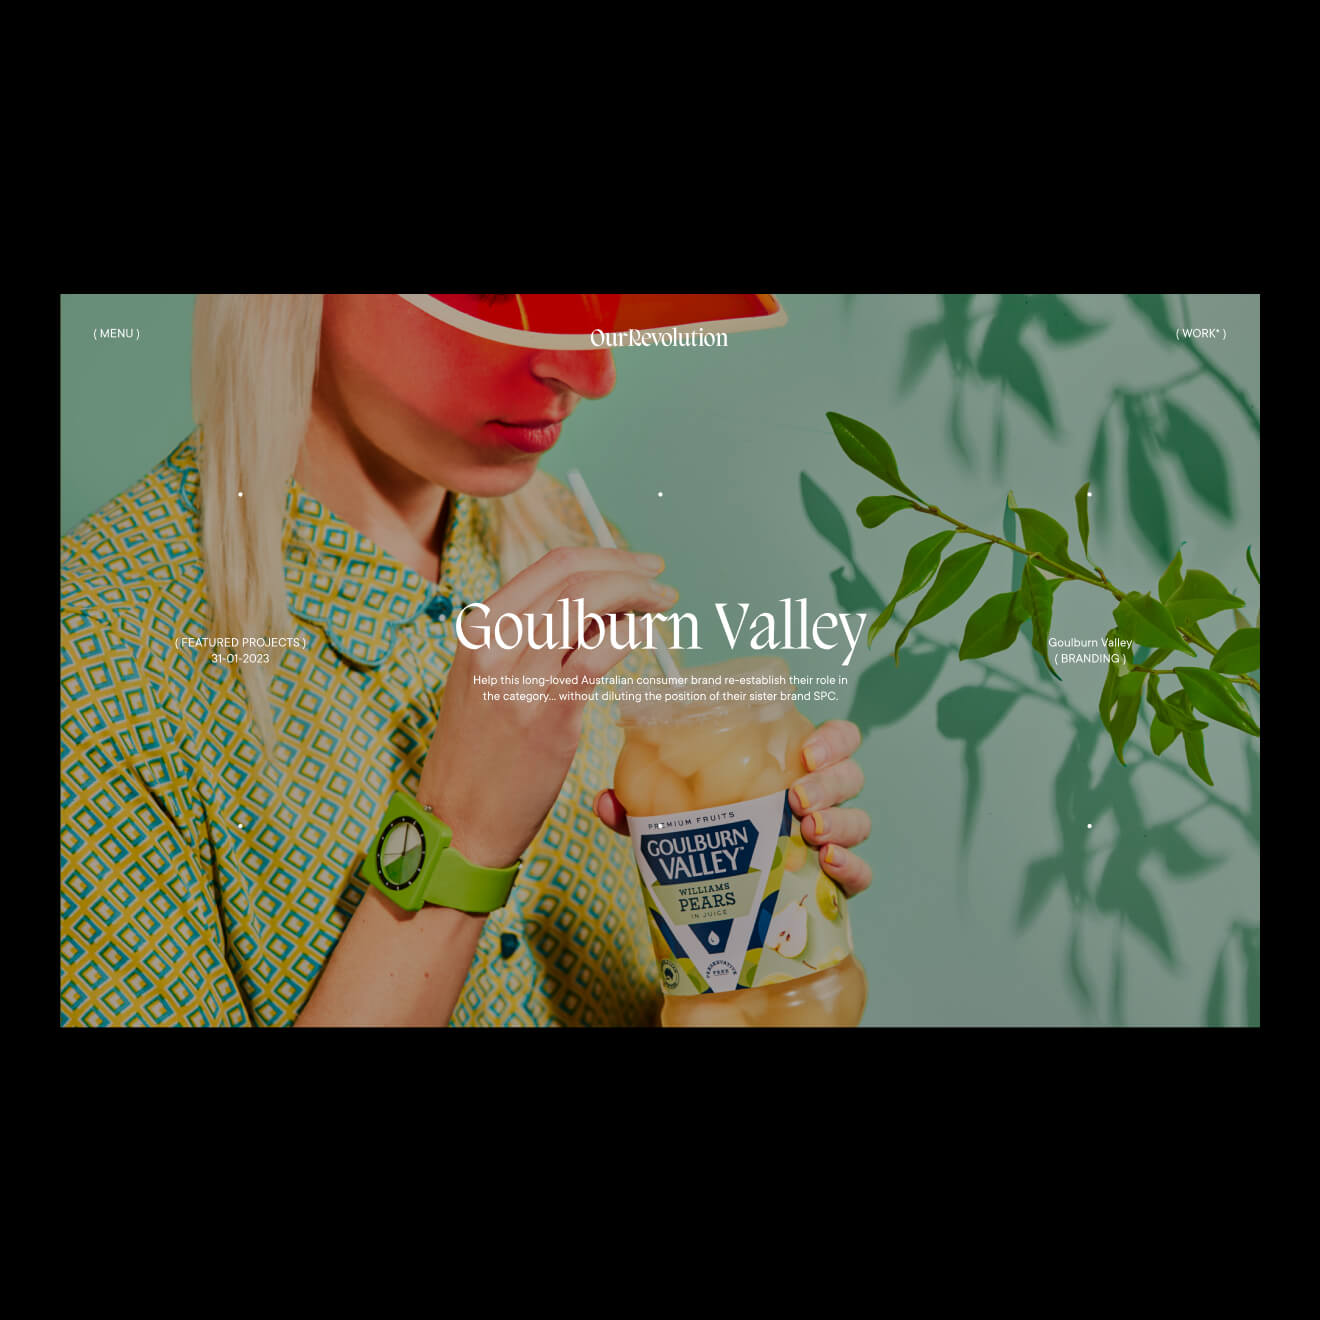 ( MENU )
OurRevolution
( WORK* )
Goulburn Valley
Help this long-loved Australian consumer brand re-establish their role in
the category... without diluting the position of their sister brand SPC.
( FEATURED PROJECTS )
31-01-2023
Goulburn Valley
( BRANDING )
PREMIUM FRUITS
GOULBURN
VALLEY
WILLIAMS
PEARS
IN JUICE
PRESERVATIVE
FREE